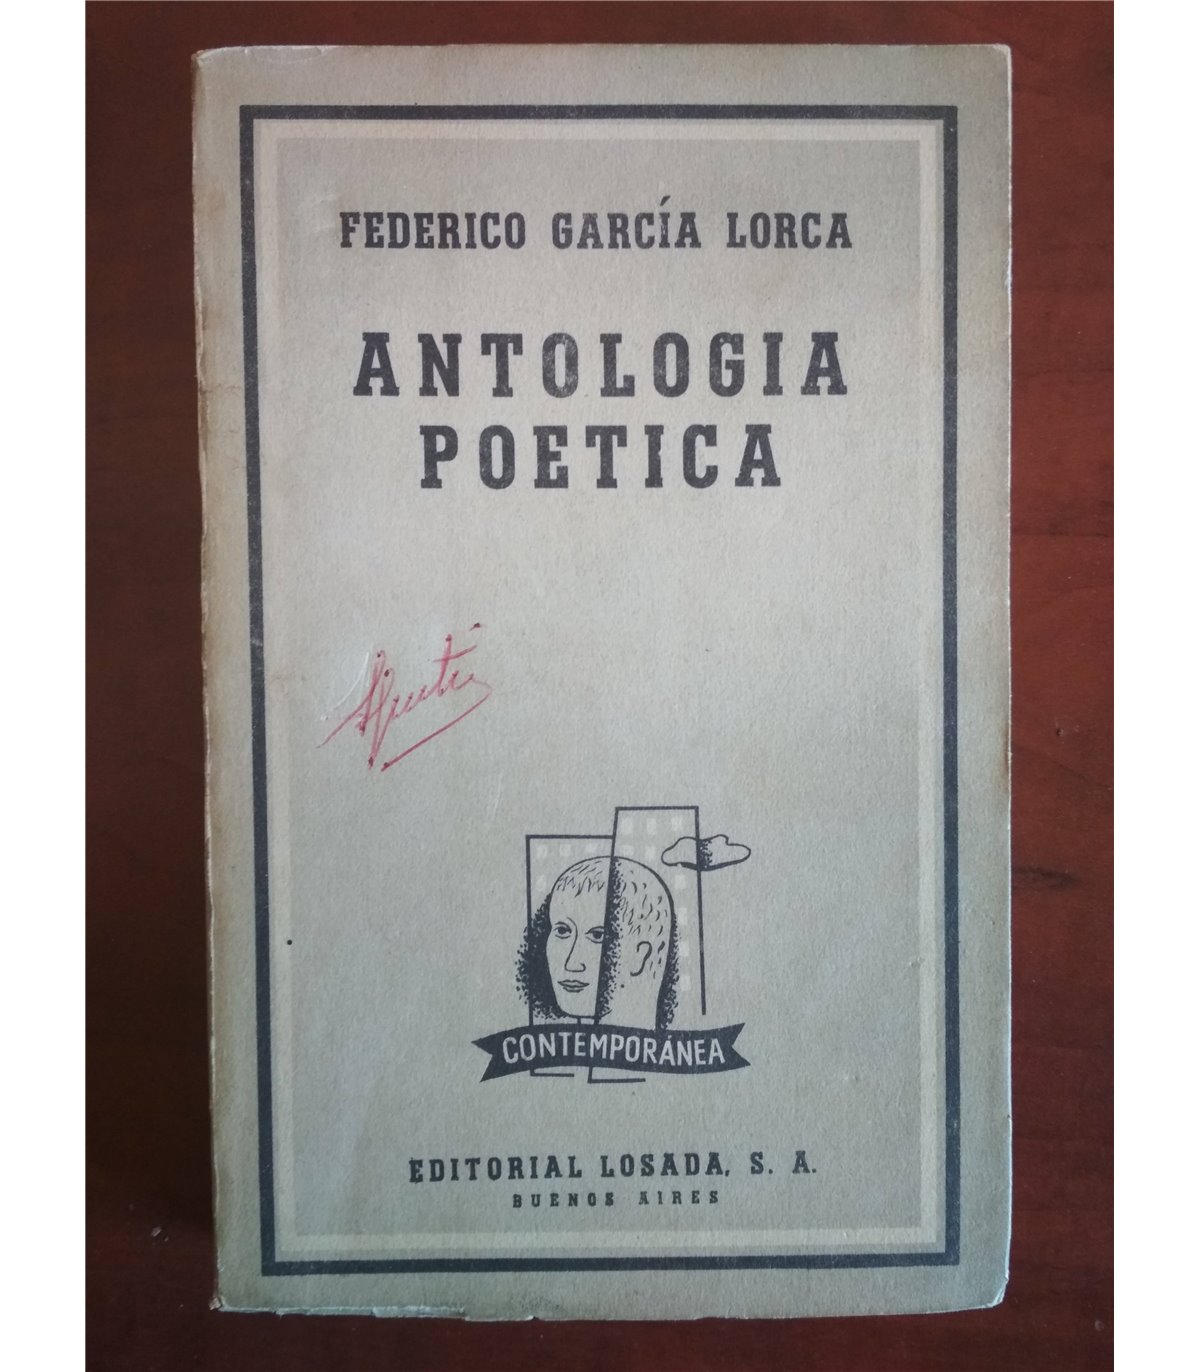 FEDERICO GARCÍA LORCA
ANTOLOGIA
POETICA
CONTEMPORÁNEA
EDITORIAL LOSADA, S. A.
BUENOS AIRES